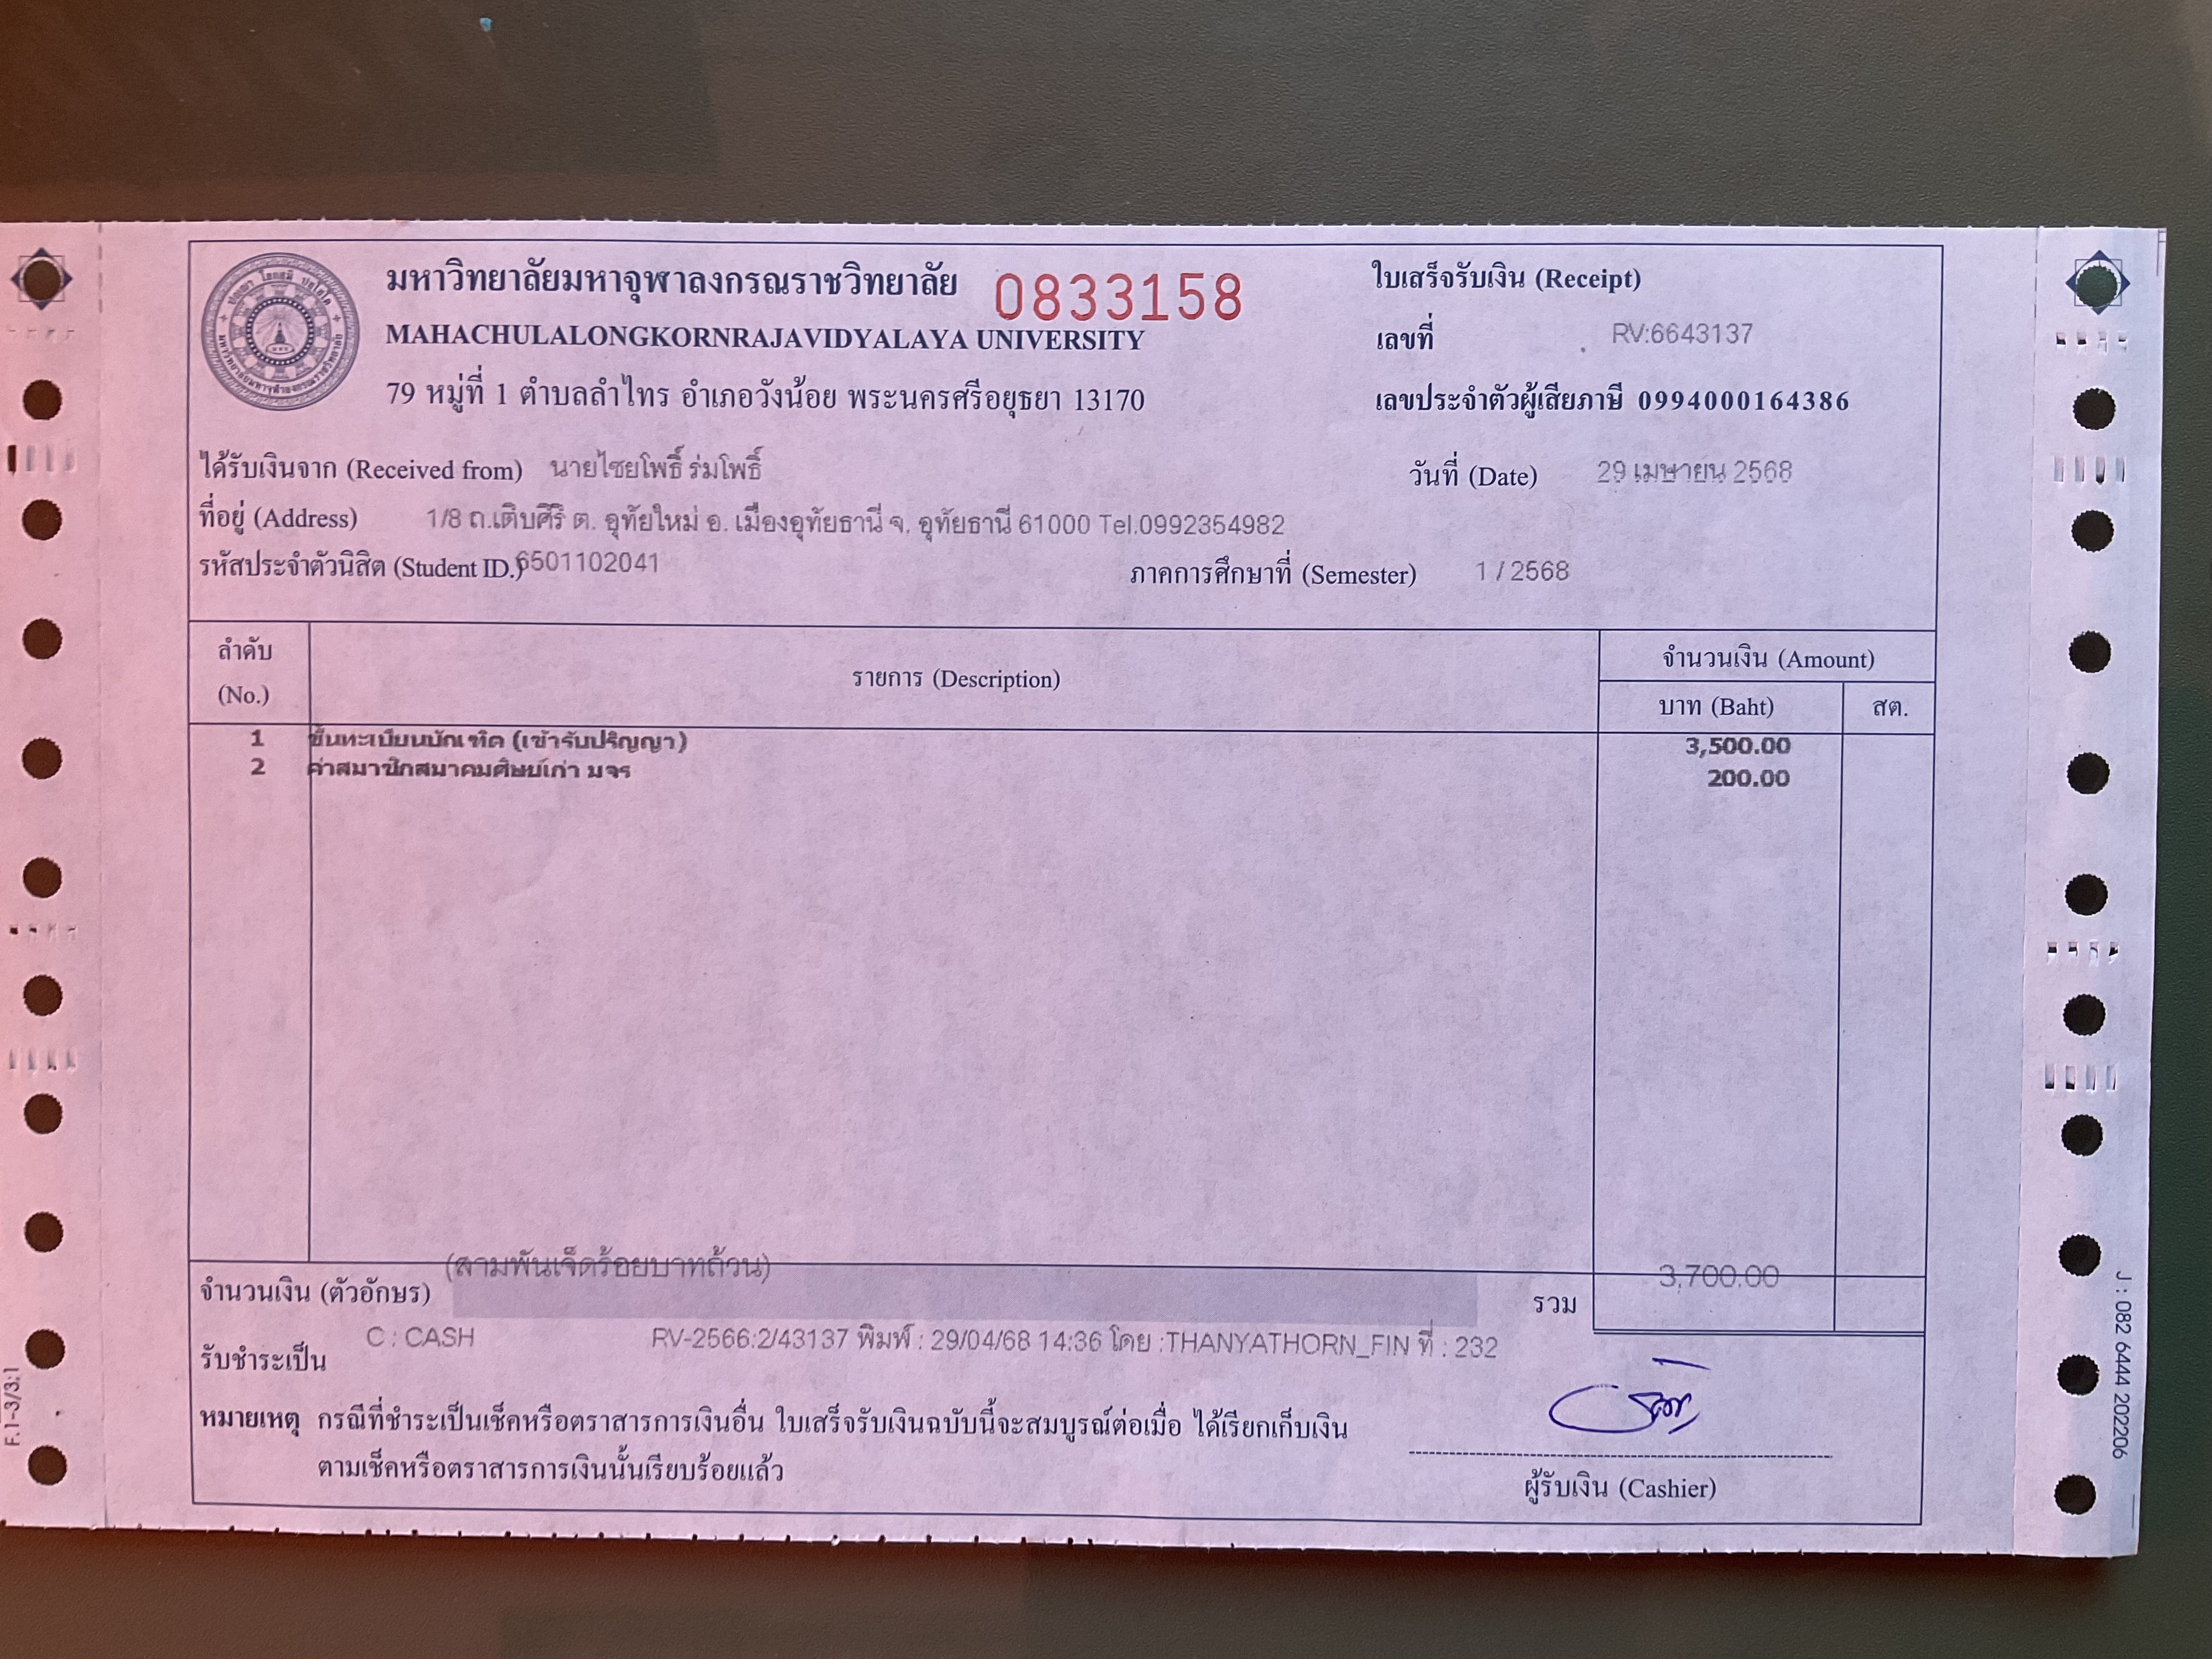 มหาวิทยาลัยมหาจุฬาลงกรณราชวิทยาลัย 0833158 ใบเสร็จรับเงิน (Receipt)
MAHACHULALONGKORNRAJAVIDYALAYA UNIVERSITY เลขที่ RV:6643137
79 หมู่ที่ 1 ตำบลลำไทร อำเภอวังน้อย พระนครศรีอยุธยา 13170 เลขประจำตัวผู้เสียภาษี 0994000164386
ได้รับเงินจาก (Received from) นายไชยโพธิ์ ร่มโพธิ์ วันที่ (Date) 29 เมษายน 2568
ที่อยู่ (Address) 1/8 ถ.เติบศิริ ต. อุทัยใหม่ อ. เมืองอุทัยธานี จ. อุทัยธานี 61000 Tel.0992354982
รหัสประจำตัวนิสิต (Student ID.) 6501102041 ภาคการศึกษาที่ (Semester) 1 / 2568
ลำดับ (No.) รายการ (Description) จำนวนเงิน (Amount)
บาท (Baht) สต.
1 ขึ้นทะเบียนบัณฑิต (เข้ารับปริญญา) 3,500.00
2 ค่าสมาชิกสมาคมศิษย์เก่า มจร 200.00
(สามพันเจ็ดร้อยบาทถ้วน) 3,700.00
จำนวนเงิน (ตัวอักษร) รวม
C : CASH RV-2566:2/43137 พิมพ์ : 29/04/68 14:36 โดย :THANYATHORN_FIN ที่ : 232
รับชำระเป็น
หมายเหตุ กรณีที่ชำระเป็นเช็คหรือตราสารการเงินอื่น ใบเสร็จรับเงินฉบับนี้จะสมบูรณ์ต่อเมื่อ ได้เรียกเก็บเงิน
ตามเช็คหรือตราสารการเงินนั้นเรียบร้อยแล้ว
ผู้รับเงิน (Cashier)
F.1-3/3:1
J : 082 6444 202206